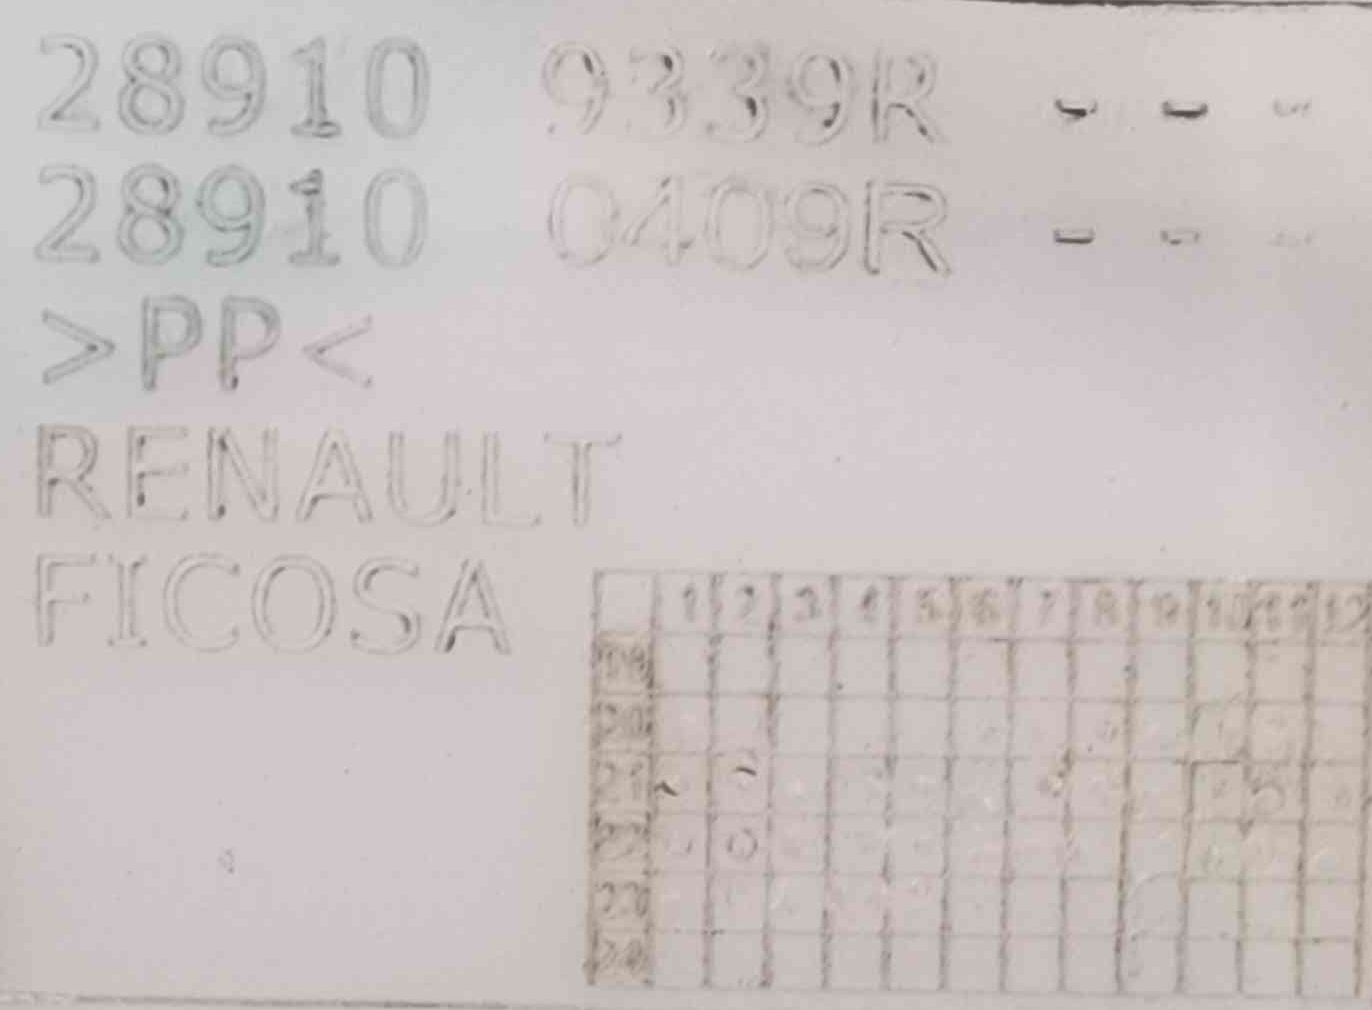 28910 9339R - - -
28910 0409R - - -
>PP<
RENAULT
FICOSA
1 2 3 4 5 6 7 8 9 10 11 12
19
20
21
22
23
24